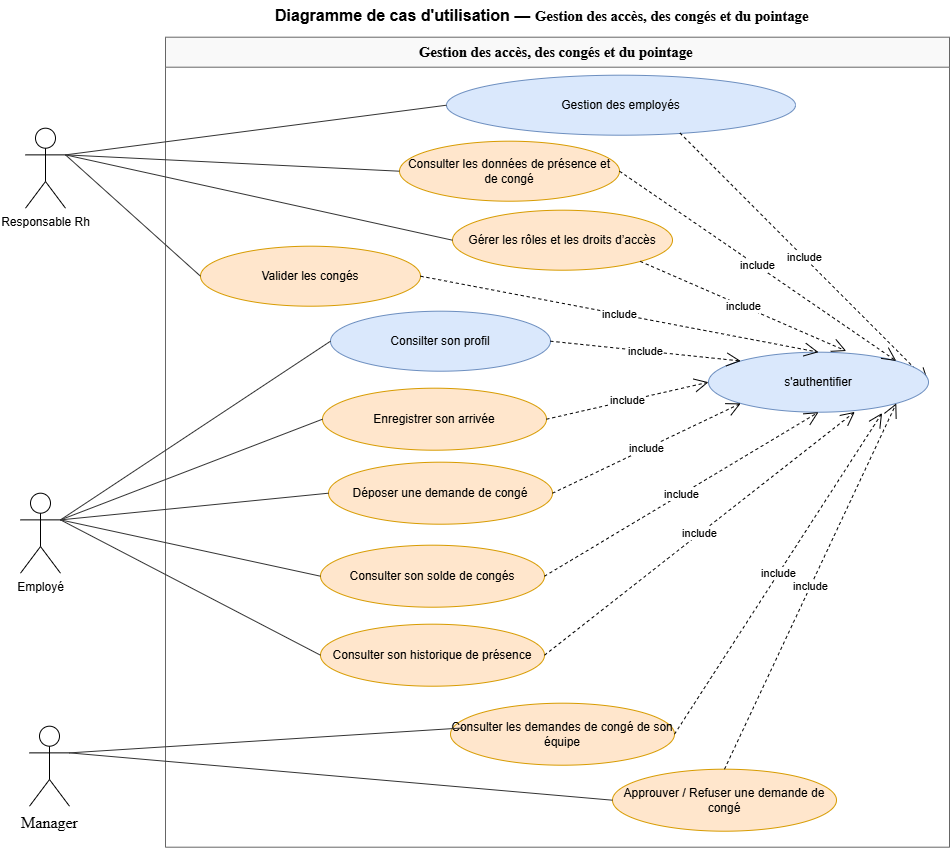 Diagramme de cas d'utilisation — Gestion des accès, des congés et du pointage
Gestion des accès, des congés et du pointage
Gestion des employés
Consulter les données de présence et
de congé
Responsable Rh
Gérer les rôles et les droits d'accès
include
include
Valider les congés
include
include
Consilter son profil
include
s'authentifier
include
Enregistrer son arrivée
include
Déposer une demande de congé
include
include
Employé
Consulter son solde de congés
include
include
Consulter son historique de présence
Consulter les demandes de congé de son
équipe
Manager
Approuver / Refuser une demande de
congé